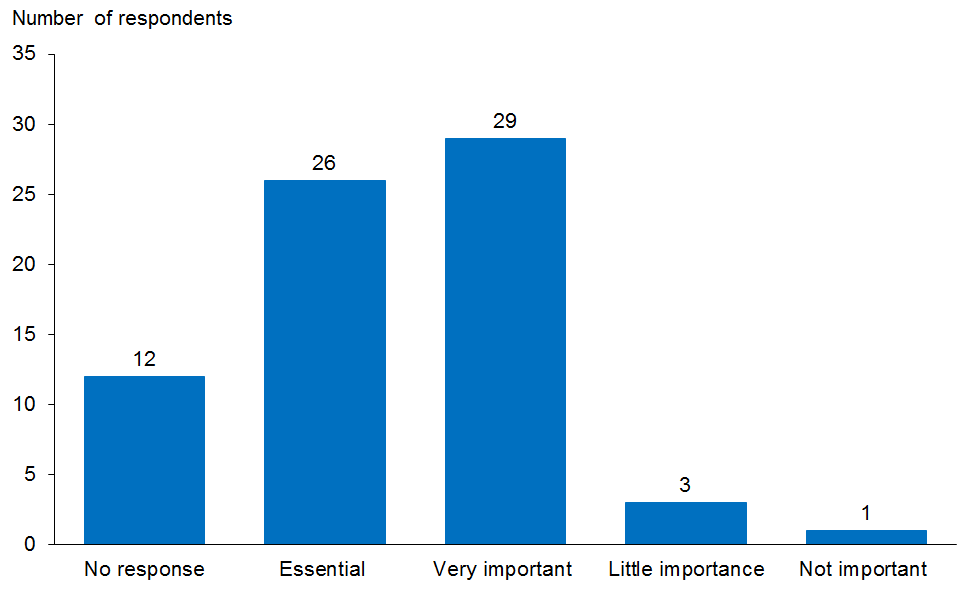 Number of respondents
35
30
25
20
15
10
5
0
12
26
29
3
1
No response
Essential
Very important
Little importance
Not important